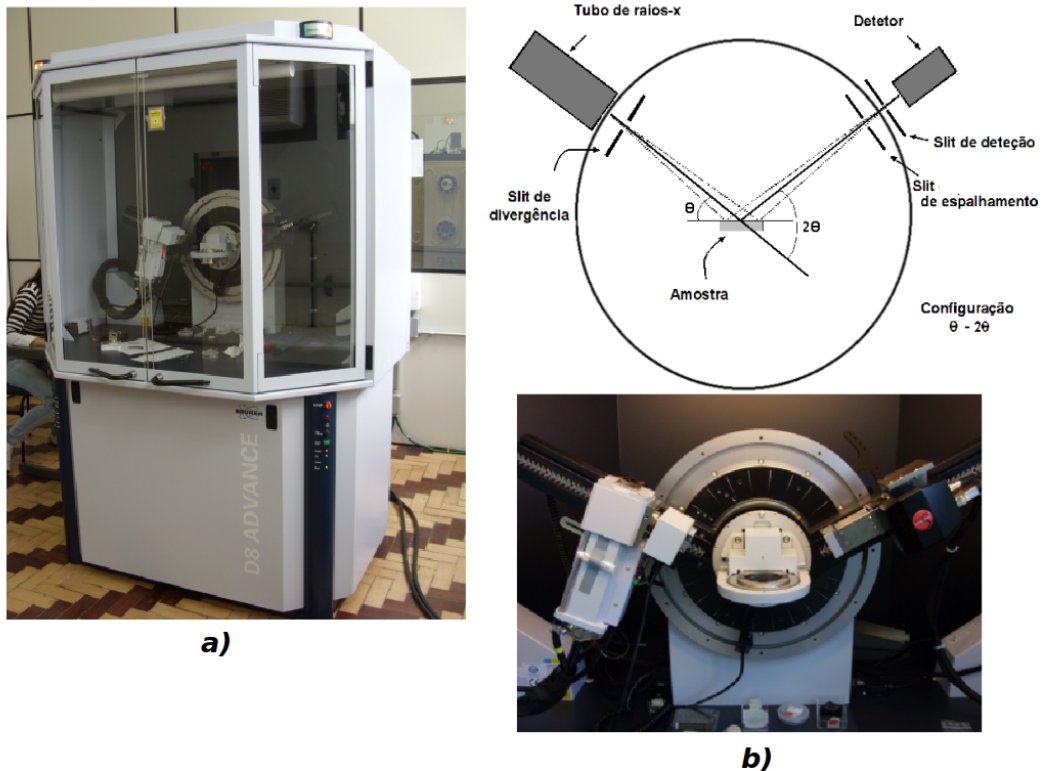 Tubo de raios-x
Detetor
Slit de deteção
Slit
de espalhamento
Slit de
divergência
θ
2θ
Amostra
Configuração
θ - 2θ
BRUKER
D8 ADVANCE
a)
b)